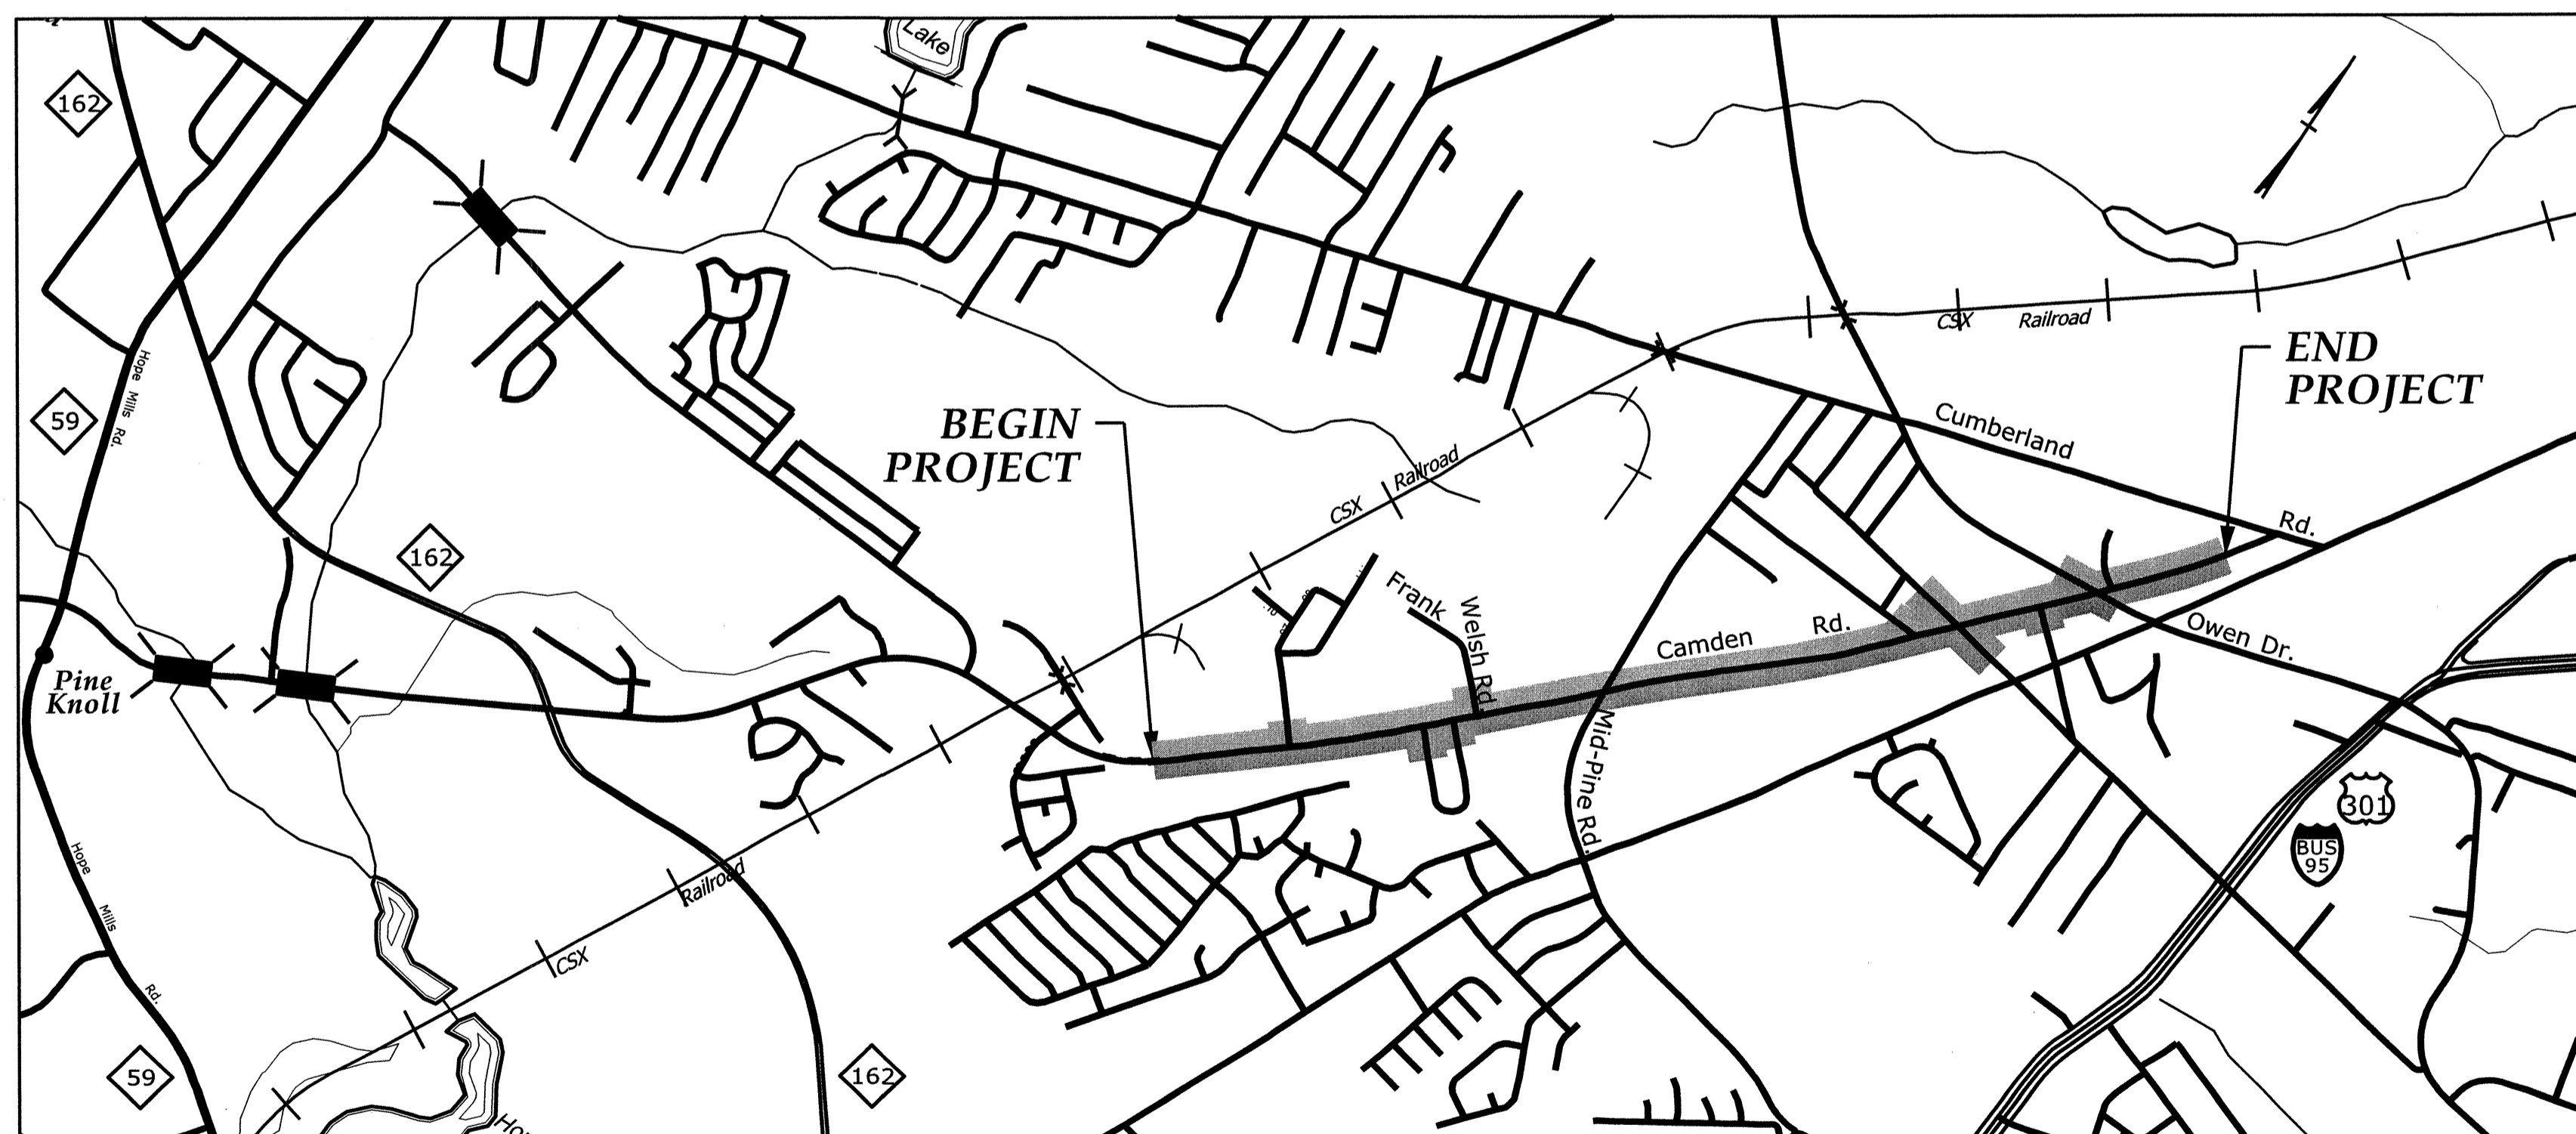 Lake
162
CSX
Railroad
END
PROJECT
Hope Mills Rd.
59
BEGIN
PROJECT
Cumberland
Rd.
CSX
Railroad
162
Frank
Welsh Rd.
Camden
Rd.
Owen Dr.
Pine
Knoll
Mid-Pine Rd.
301
BUS
95
Hope
Mills
Rd.
Railroad
CSX
59
162